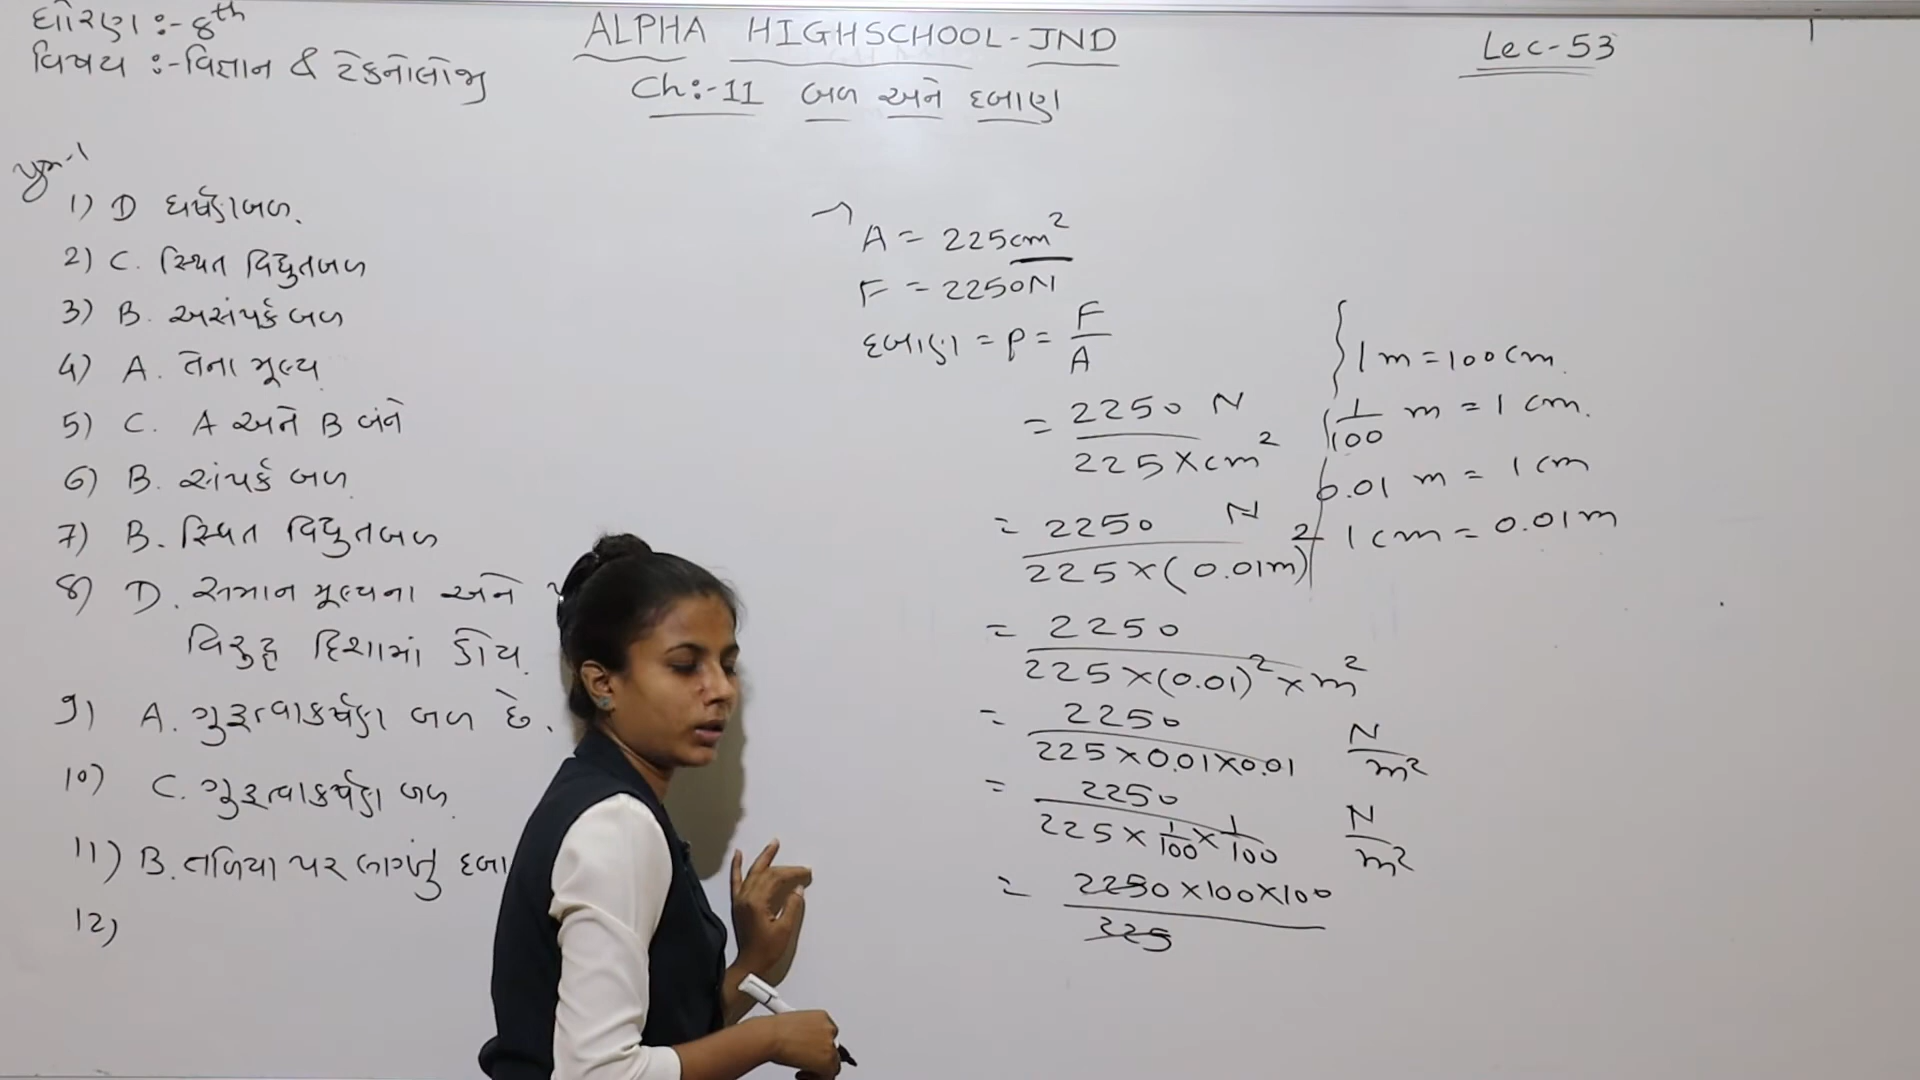 ધોરણ :- 8th
વિષય :- વિજ્ઞાન & ટેકનોલોજી
ALPHA HIGHSCHOOL-JND
Ch:-11 બળ અને દબાણ
Lec-53
1) D ઘર્ષણબળ.
2) C. સ્થિત વિદ્યુતબળ
3) B. અસંપર્ક બળ
4) A. તેના મૂલ્ય
5) C. A અને B બંને
6) B. સંપર્ક બળ
7) B. સ્થિત વિદ્યુતબળ
8) D. સમાન મૂલ્યના અને
વિરુદ્ધ દિશામાં હોય.
9) A. ગુરુત્વાકર્ષણ બળ છે.
10) C. ગુરુત્વાકર્ષણ બળ.
11) B. તળિયા પર લાગતું દબા
12)
A = 225cm²
F = 2250N
દબાણ = P = F/A
= 2250 N / 225×cm²
= 2250 N / 225×(0.01m)²
= 2250 / 225×(0.01)²×m²
= 2250 / 225×0.01×0.01 N/m²
= 2250 / 225×1/100×1/100 N/m²
= 2250×100×100 / 225
1 m = 100 cm.
1/100 m = 1 cm.
0.01 m = 1 cm
1 cm = 0.01m